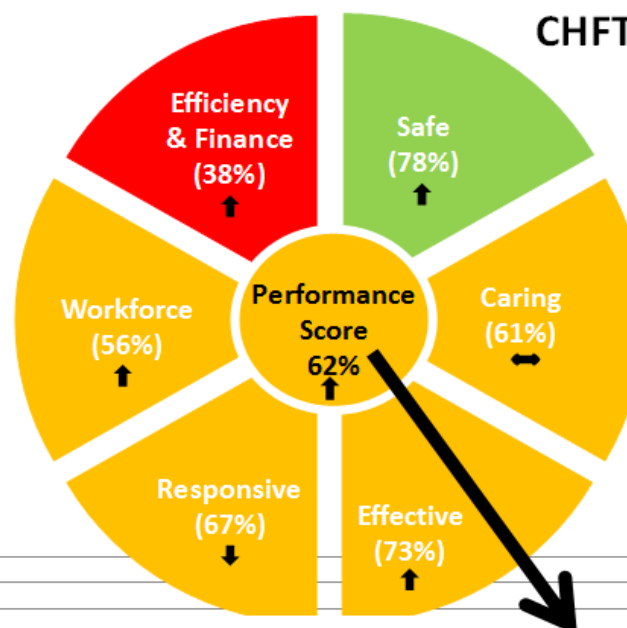 CHFT
Efficiency
& Finance
(38%)
Safe
(78%)
Caring
(61%)
Effective
(73%)
Responsive
(67%)
Workforce
(56%)
Performance
Score
62%